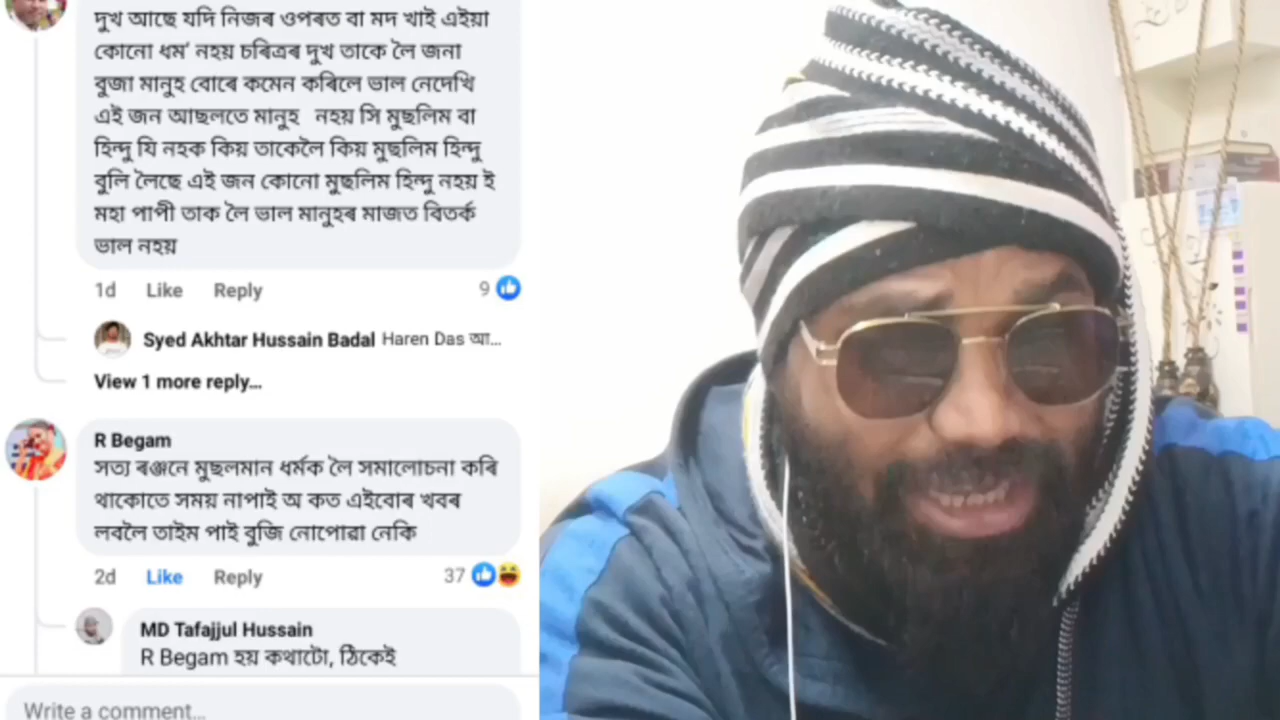 দুখ আছে যদি নিজৰ ওপৰত বা মদ খাই এইয়া
কোনো ধম' নহয় চৰিত্ৰৰ দুখ তাকে লৈ জনা
বুজা মানুহ বোৰে কমেন কৰিলে ভাল নেদেখি
এই জন আছলতে মানুহ নহয় সি মুছলিম বা
হিন্দু যি নহক কিয় তাকেলৈ কিয় মুছলিম হিন্দু
বুলি লৈছে এই জন কোনো মুছলিম হিন্দু নহয় ই
মহা পাপী তাক লৈ ভাল মানুহৰ মাজত বিতৰ্ক
ভাল নহয়
1d Like Reply 9
Syed Akhtar Hussain Badal Haren Das আ...
View 1 more reply...
R Begam
সত্য ৰঞ্জনে মুছলমান ধৰ্মক লৈ সমালোচনা কৰি
থাকোতে সময় নাপাই অ কত এইবোৰ খবৰ
লবলৈ তাইম পাই বুজি নোপোৱা নেকি
2d Like Reply 37
MD Tafajjul Hussain
R Begam হয় কথাটো, ঠিকেই
Write a comment...